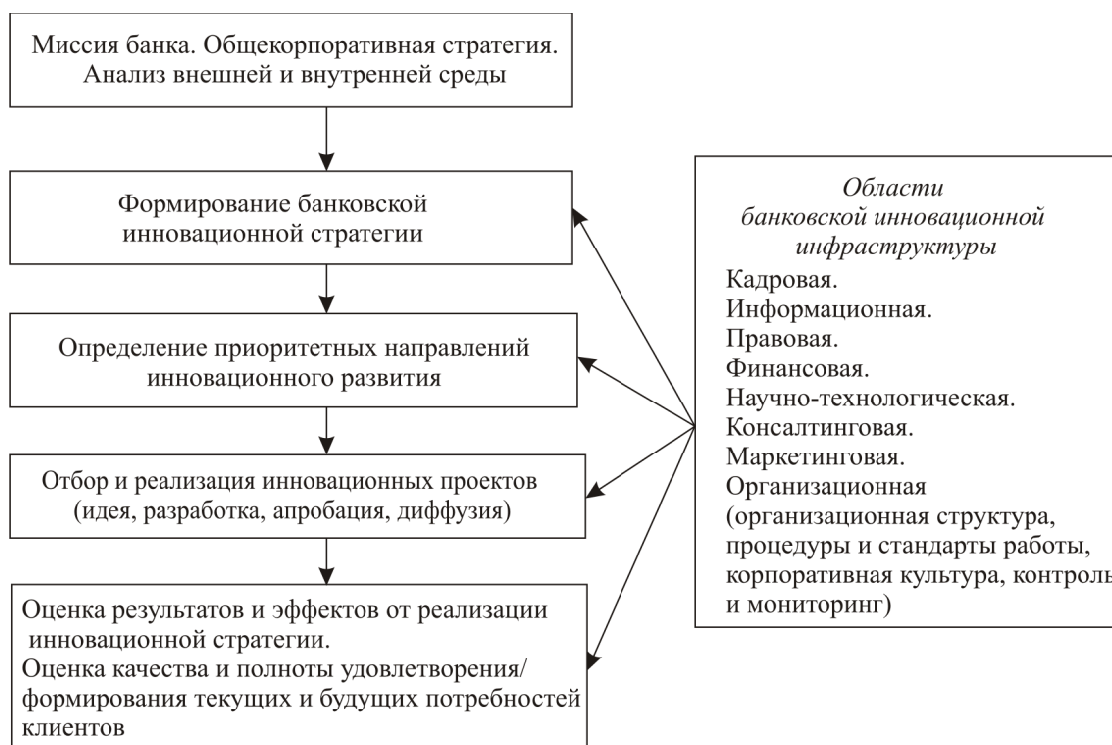 Миссия банка. Общекорпоративная стратегия.
Анализ внешней и внутренней среды
Формирование банковской
инновационной стратегии
Определение приоритетных направлений
инновационного развития
Отбор и реализация инновационных проектов
(идея, разработка, апробация, диффузия)
Оценка результатов и эффектов от реализации
инновационной стратегии.
Оценка качества и полноты удовлетворения/
формирования текущих и будущих потребностей
клиентов
Области
банковской инновационной
инфраструктуры
Кадровая.
Информационная.
Правовая.
Финансовая.
Научно-технологическая.
Консалтинговая.
Маркетинговая.
Организационная
(организационная структура,
процедуры и стандарты работы,
корпоративная культура, контроль
и мониторинг)